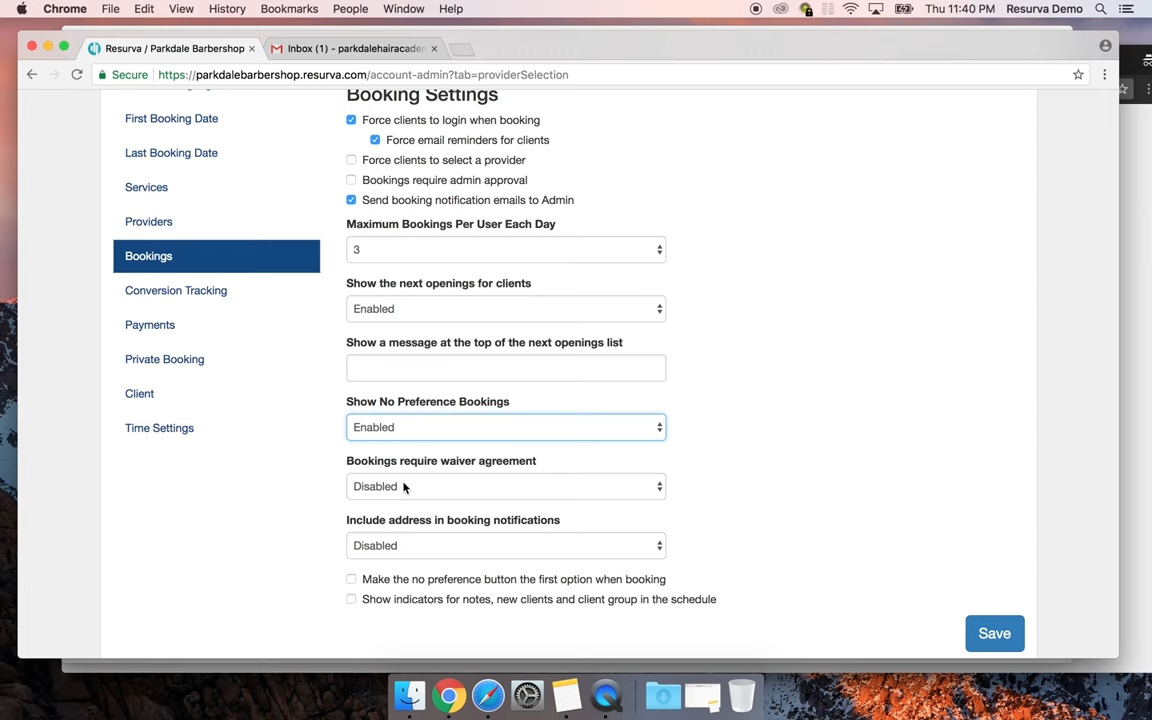 Chrome File Edit View History Bookmarks People Window Help Thu 11:40 PM Resurva Demo
Resurva / Parkdale Barbershop Inbox (1) - parkdalehairacaden
Secure https://parkdalebarbershop.resurva.com/account-admin?tab=providerSelection
Booking Settings
Force clients to login when booking
First Booking Date
Force email reminders for clients
Last Booking Date
Force clients to select a provider
Bookings require admin approval
Services
Send booking notification emails to Admin
Providers
Maximum Bookings Per User Each Day
3
Bookings
Show the next openings for clients
Conversion Tracking
Enabled
Payments
Show a message at the top of the next openings list
Private Booking
Client
Show No Preference Bookings
Enabled
Time Settings
Bookings require waiver agreement
Disabled
Include address in booking notifications
Disabled
Make the no preference button the first option when booking
Show indicators for notes, new clients and client group in the schedule
Save